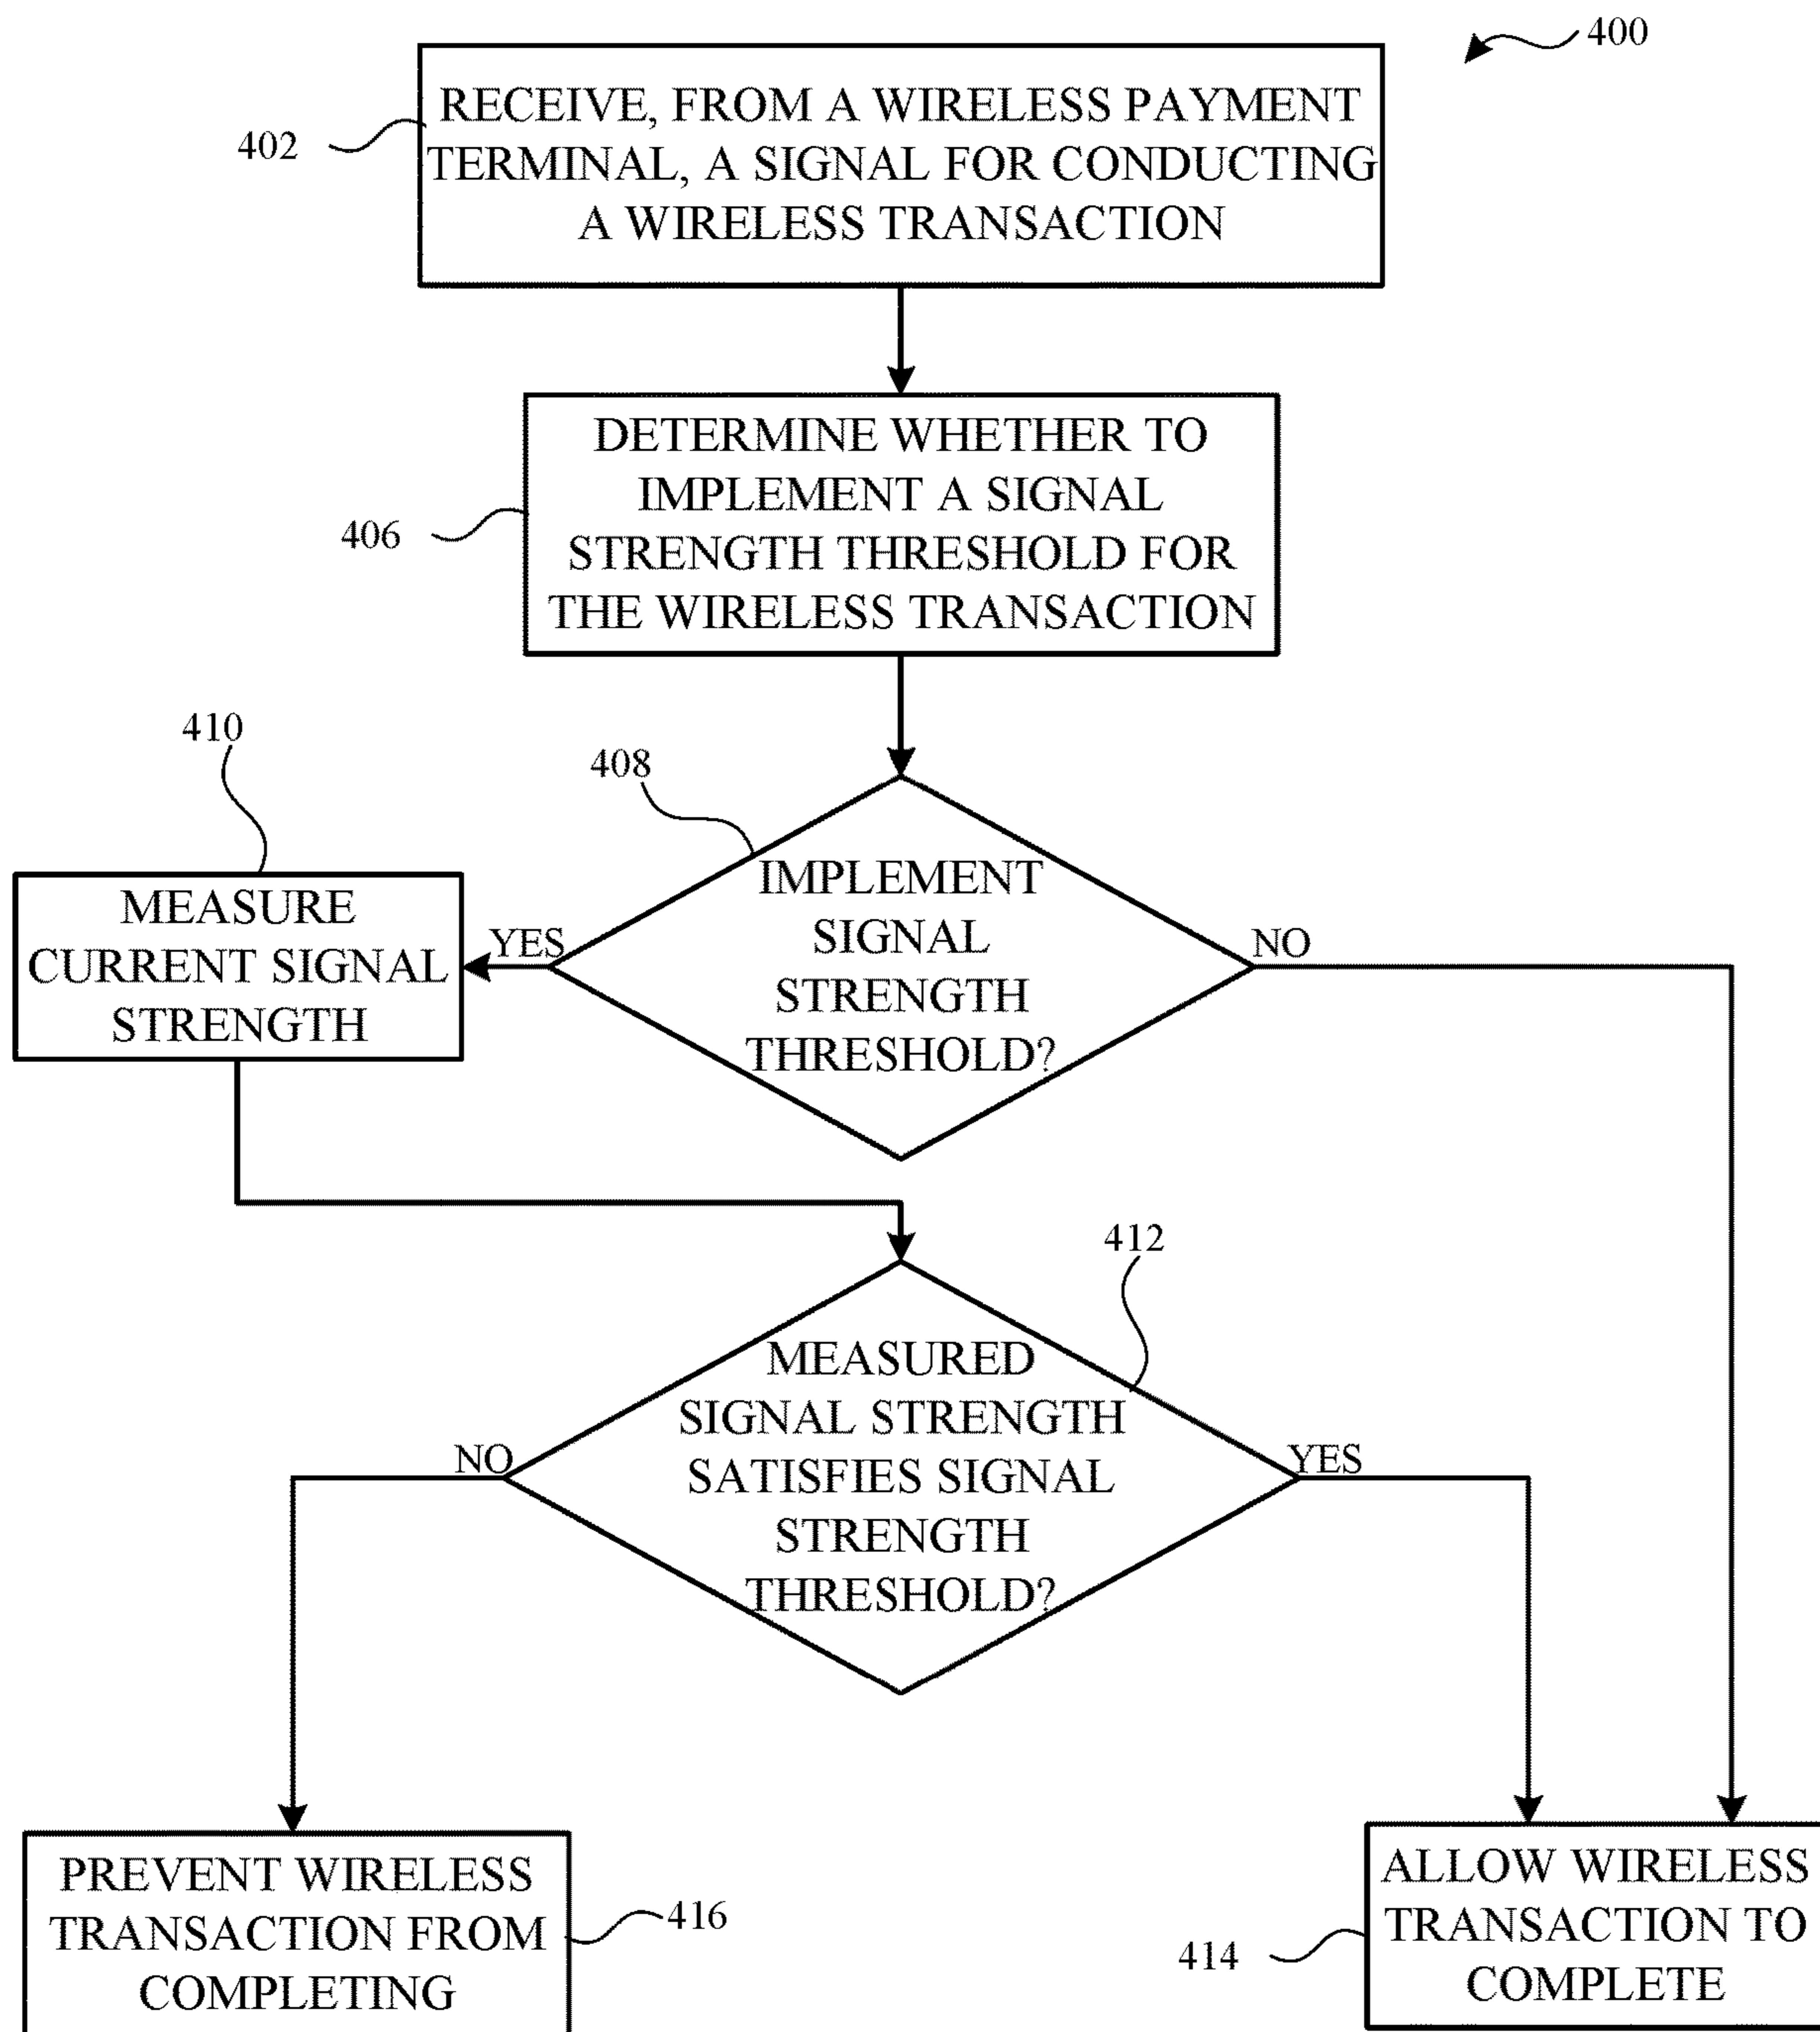 400
RECEIVE, FROM A WIRELESS PAYMENT
TERMINAL, A SIGNAL FOR CONDUCTING
A WIRELESS TRANSACTION
402
DETERMINE WHETHER TO
IMPLEMENT A SIGNAL
STRENGTH THRESHOLD FOR
THE WIRELESS TRANSACTION
406
410
408
MEASURE
CURRENT SIGNAL
STRENGTH
YES
IMPLEMENT
SIGNAL
STRENGTH
THRESHOLD?
NO
412
MEASURED
SIGNAL STRENGTH
SATISFIES SIGNAL
STRENGTH
THRESHOLD?
NO
YES
PREVENT WIRELESS
TRANSACTION FROM
COMPLETING
416
414
ALLOW WIRELESS
TRANSACTION TO
COMPLETE